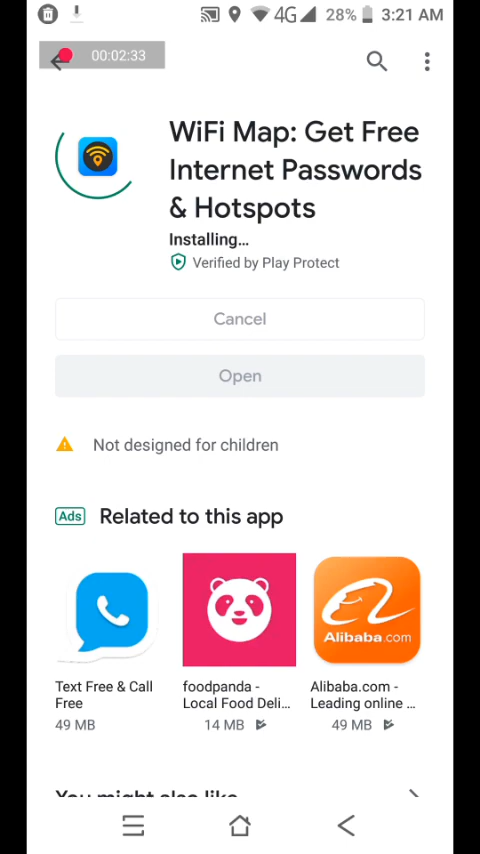 4G 28% 3:21 AM
00:02:33
WiFi Map: Get Free
Internet Passwords
& Hotspots
Installing...
Verified by Play Protect
Cancel
Open
Not designed for children
Ads Related to this app
Alibaba.com
Text Free & Call
Free
49 MB
foodpanda -
Local Food Deli...
14 MB
Alibaba.com -
Leading online ...
49 MB
You might also like